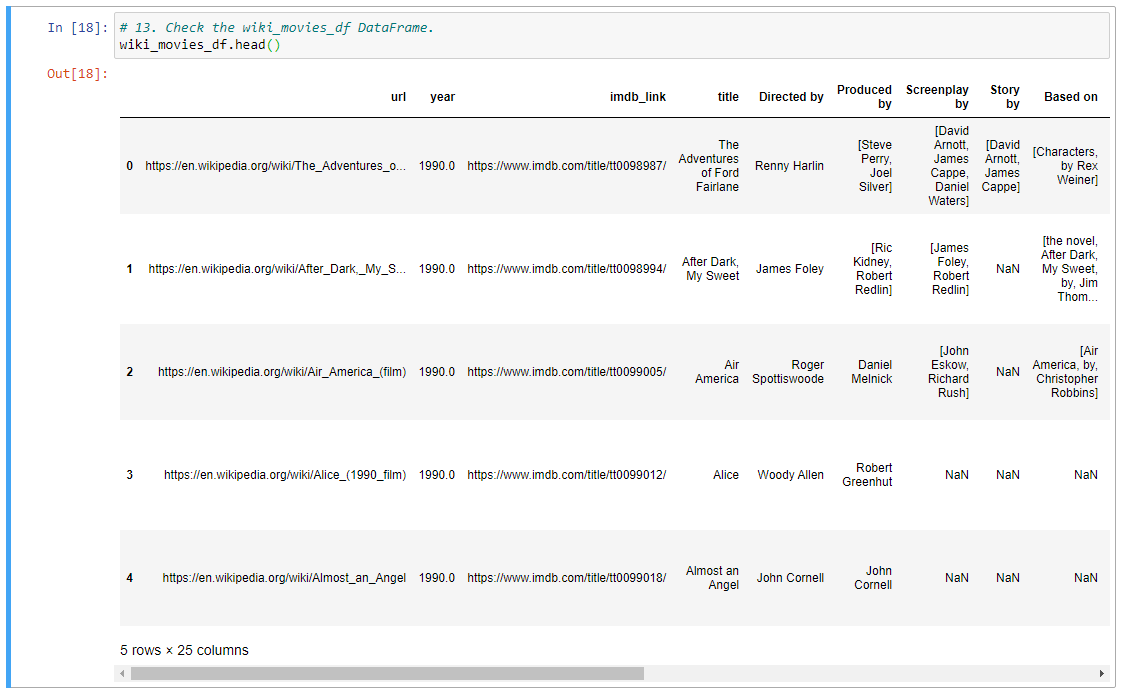 In [18]: # 13. Check the wiki_movies_df DataFrame.
wiki_movies_df.head()
Out[18]:
url year imdb_link title Directed by Produced by Screenplay by Story by Based on
0 https://en.wikipedia.org/wiki/The_Adventures_o... 1990.0 https://www.imdb.com/title/tt0098987/ The Adventures of Ford Fairlane Renny Harlin [Steve Perry, Joel Silver] [David Arnott, James Cappe, Daniel Waters] [David Arnott, James Cappe] [Characters, by Rex Weiner]
1 https://en.wikipedia.org/wiki/After_Dark,_My_S... 1990.0 https://www.imdb.com/title/tt0098994/ After Dark, My Sweet James Foley [Ric Kidney, Robert Redlin] [James Foley, Robert Redlin] NaN [the novel, After Dark, My Sweet, by, Jim Thom...
2 https://en.wikipedia.org/wiki/Air_America_(film) 1990.0 https://www.imdb.com/title/tt0099005/ Air America Roger Spottiswoode Daniel Melnick [John Eskow, Richard Rush] NaN [Air America, by, Christopher Robbins]
3 https://en.wikipedia.org/wiki/Alice_(1990_film) 1990.0 https://www.imdb.com/title/tt0099012/ Alice Woody Allen Robert Greenhut NaN NaN NaN
4 https://en.wikipedia.org/wiki/Almost_an_Angel 1990.0 https://www.imdb.com/title/tt0099018/ Almost an Angel John Cornell John Cornell NaN NaN NaN
5 rows × 25 columns